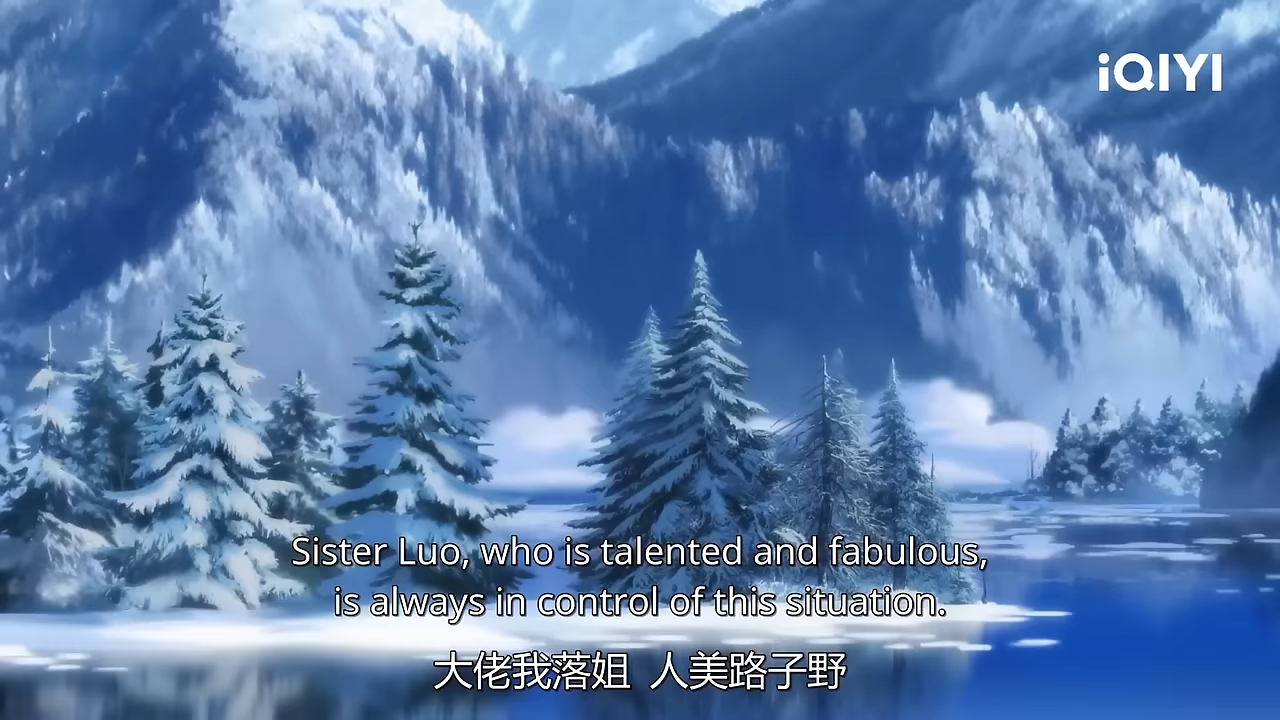 iQIYI
Sister Luo, who is talented and fabulous,
is always in control of this situation.
大佬我落姐 人美路子野